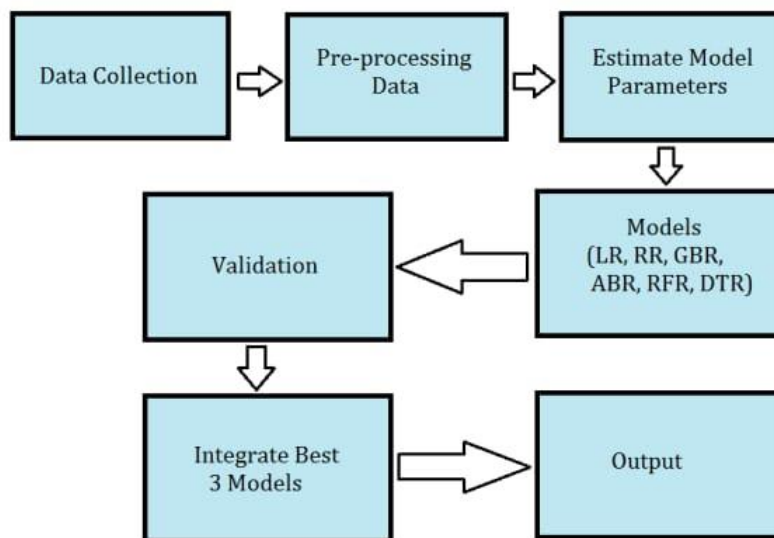 Data Collection
Pre-processing
Data
Estimate Model
Parameters
Models
(LR, RR, GBR,
ABR, RFR, DTR)
Validation
Integrate Best
3 Models
Output